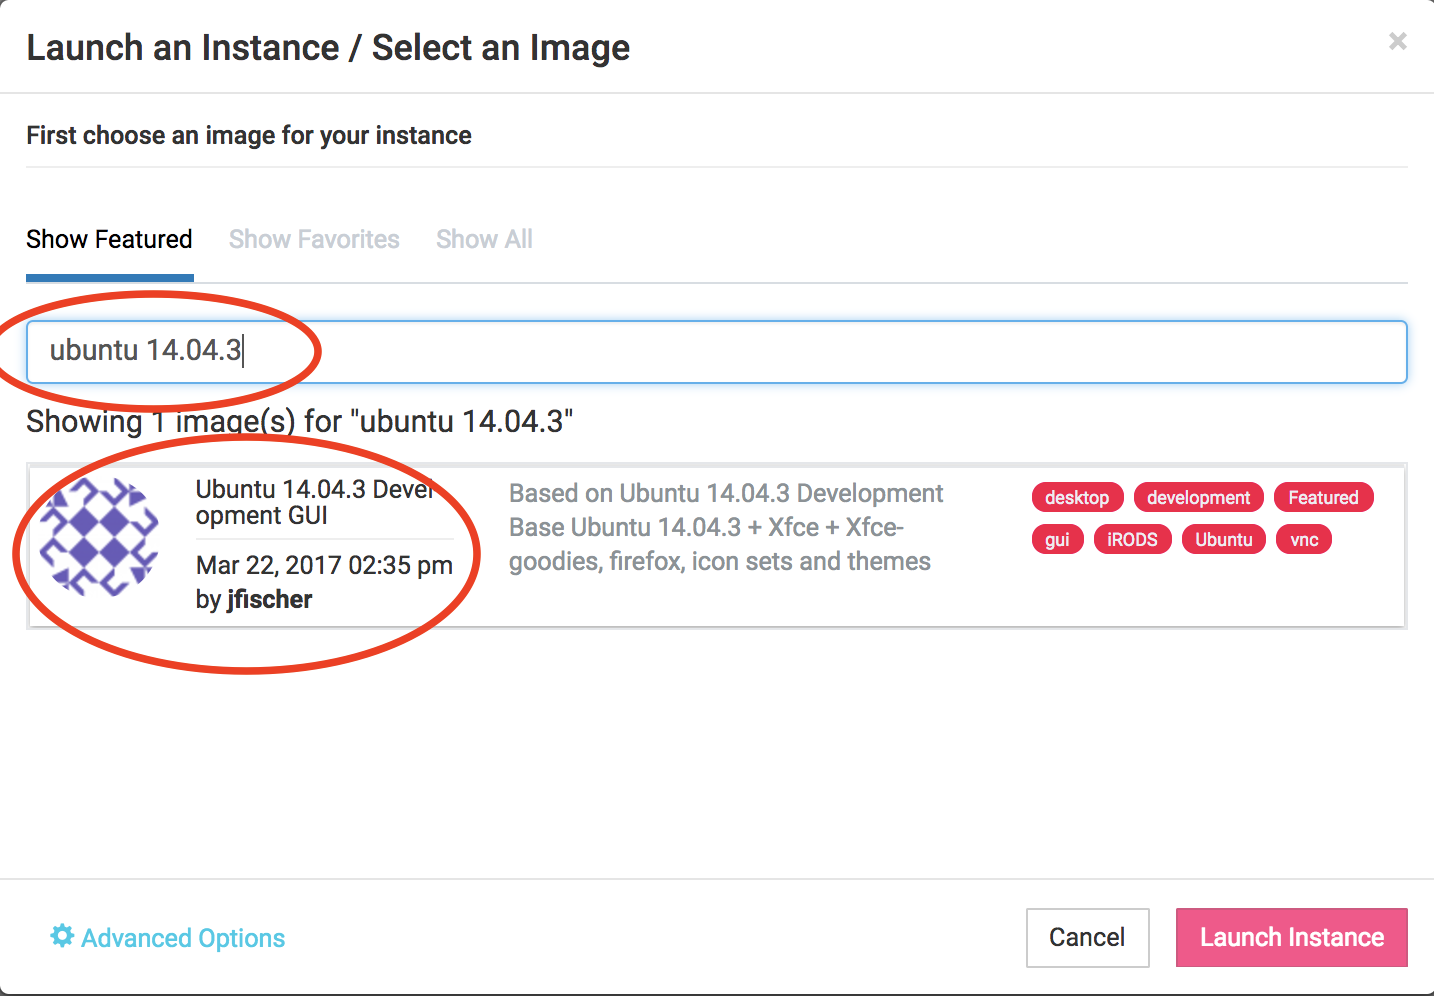 Launch an Instance / Select an Image
×
First choose an image for your instance
Show Featured
Show Favorites
Show All
ubuntu 14.04.3
Showing 1 image(s) for "ubuntu 14.04.3"
Ubuntu 14.04.3 Devel
opment GUI
Mar 22, 2017 02:35 pm
by jfischer
Based on Ubuntu 14.04.3 Development
Base Ubuntu 14.04.3 + Xfce + Xfce-
goodies, firefox, icon sets and themes
desktop development Featured
gui iRODS Ubuntu vnc
Advanced Options
Cancel
Launch Instance